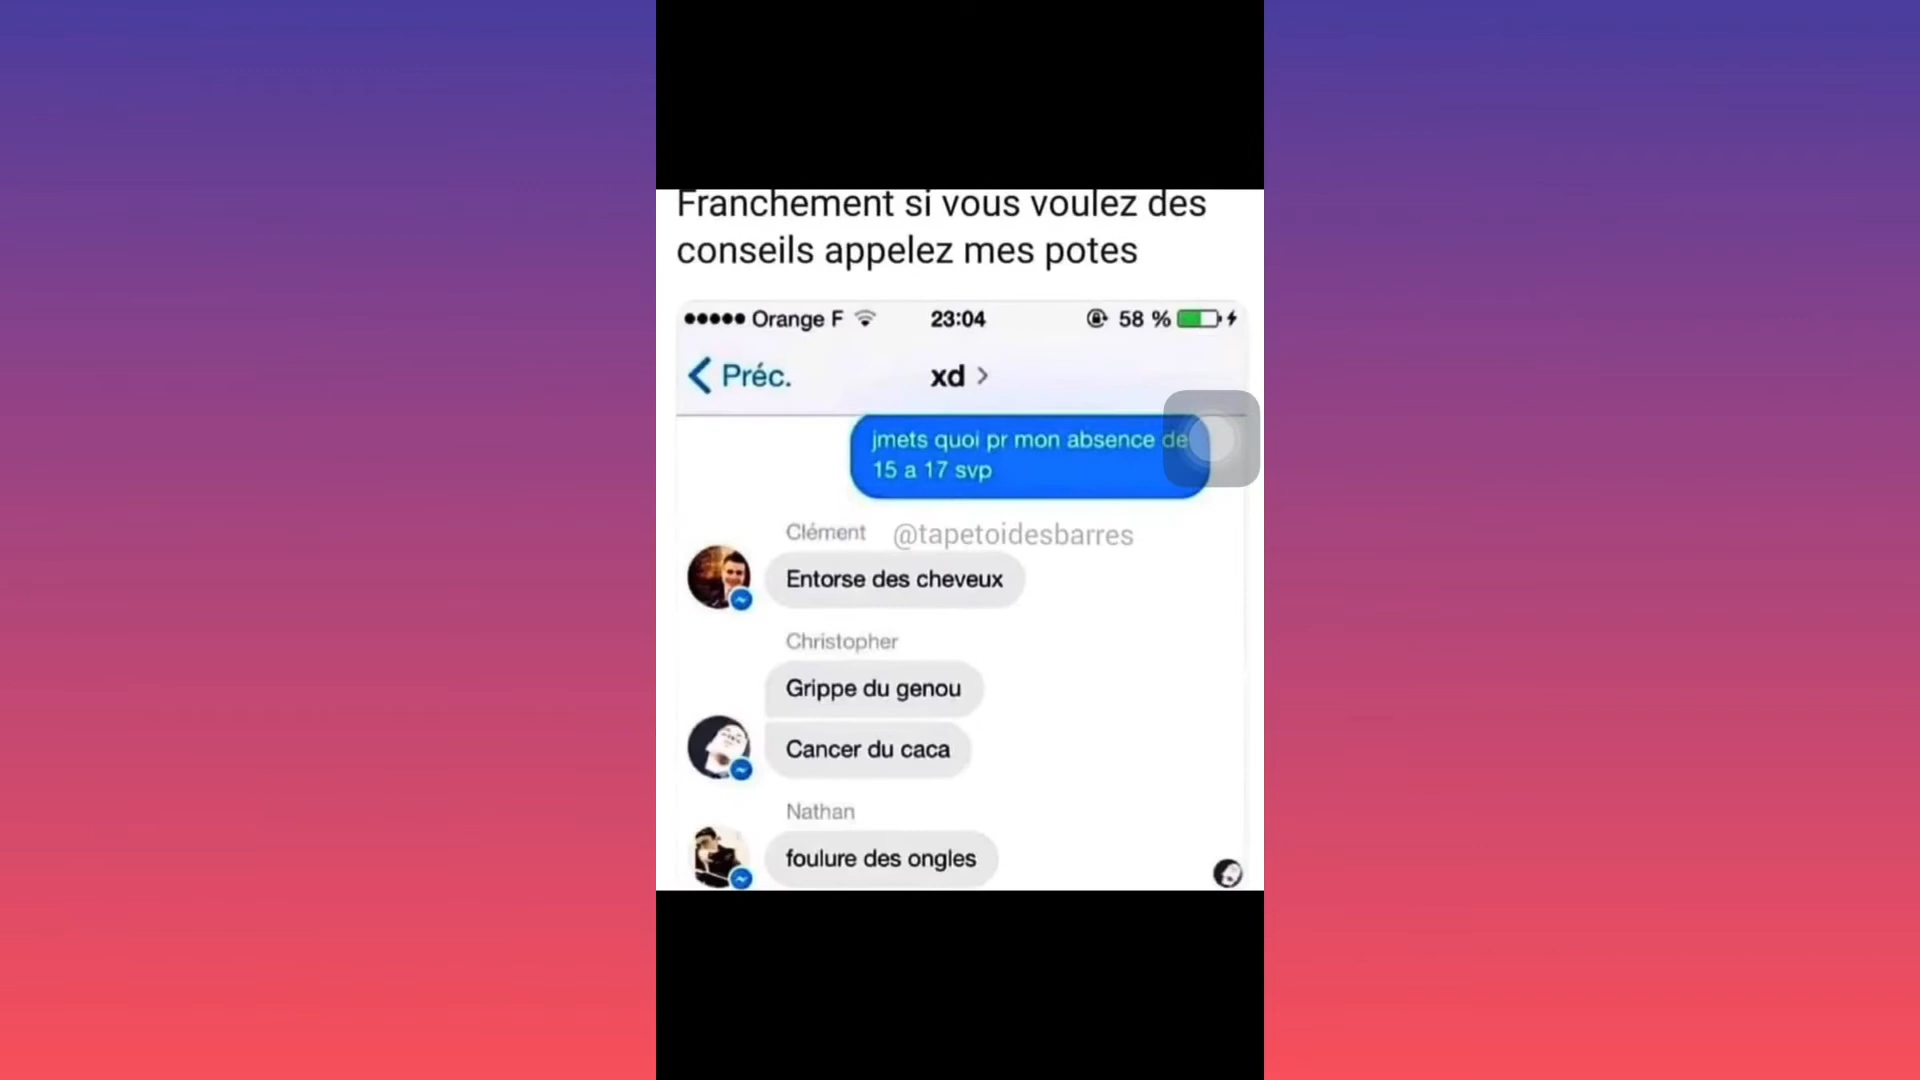 Franchement si vous voulez des
conseils appelez mes potes
Orange F 23:04 58 %
Préc. xd
jmets quoi pr mon absence de
15 a 17 svp
Clément @tapetoidesbarres
Entorse des cheveux
Christopher
Grippe du genou
Cancer du caca
Nathan
foulure des ongles